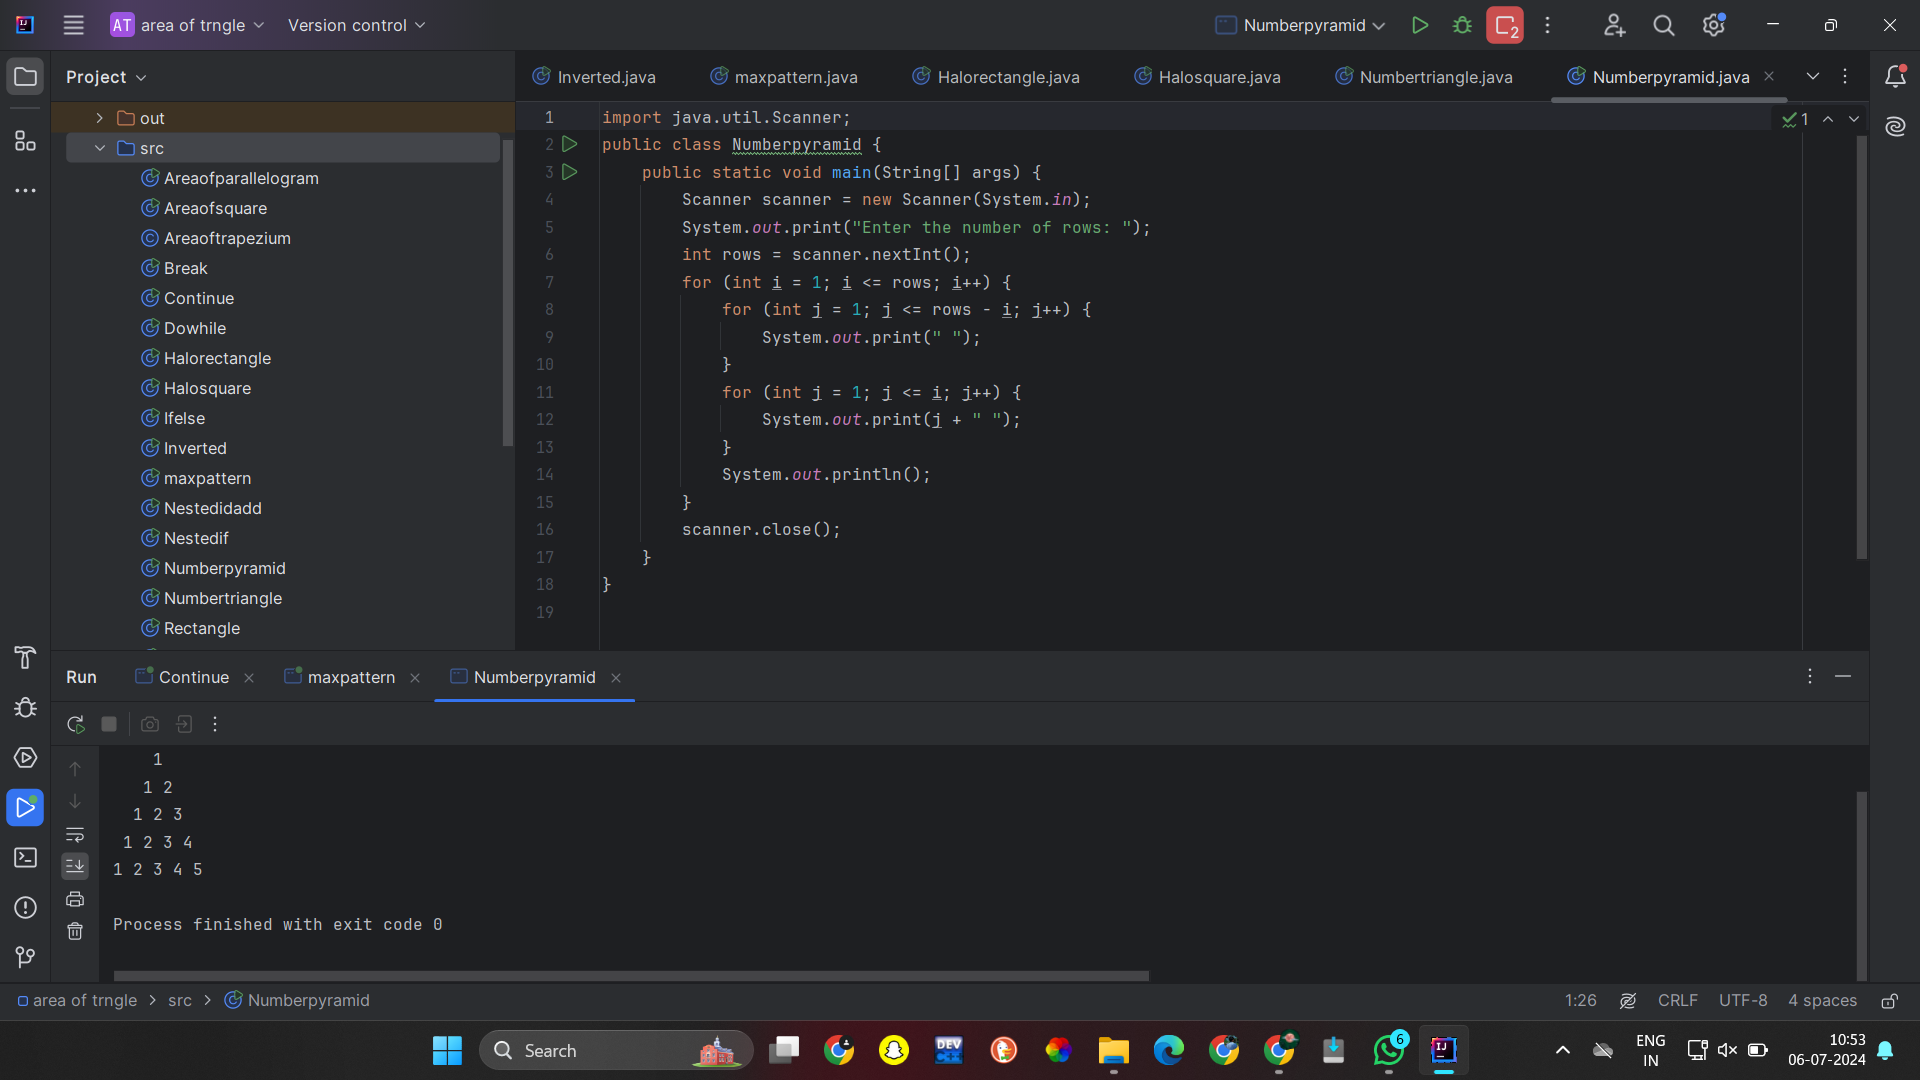 AT area of trngle Version control Numberpyramid 2
Project
out
src
Areaofparallelogram
Areaofsquare
Areaoftrapezium
Break
Continue
Dowhile
Halorectangle
Halosquare
Ifelse
Inverted
maxpattern
Nestedidadd
Nestedif
Numberpyramid
Numbertriangle
Rectangle
Inverted.java maxpattern.java Halorectangle.java Halosquare.java Numbertriangle.java Numberpyramid.java
1 import java.util.Scanner; 1
2 public class Numberpyramid {
3 public static void main(String[] args) {
4 Scanner scanner = new Scanner(System.in);
5 System.out.print("Enter the number of rows: ");
6 int rows = scanner.nextInt();
7 for (int i = 1; i <= rows; i++) {
8 for (int j = 1; j <= rows - i; j++) {
9 System.out.print(" ");
10 }
11 for (int j = 1; j <= i; j++) {
12 System.out.print(j + " ");
13 }
14 System.out.println();
15 }
16 scanner.close();
17 }
18 }
19
Run Continue maxpattern Numberpyramid
1
1 2
1 2 3
1 2 3 4
1 2 3 4 5
Process finished with exit code 0
area of trngle > src > Numberpyramid 1:26 CRLF UTF-8 4 spaces
Search DEV C++ 6 IJ ENG 10:53
IN 06-07-2024